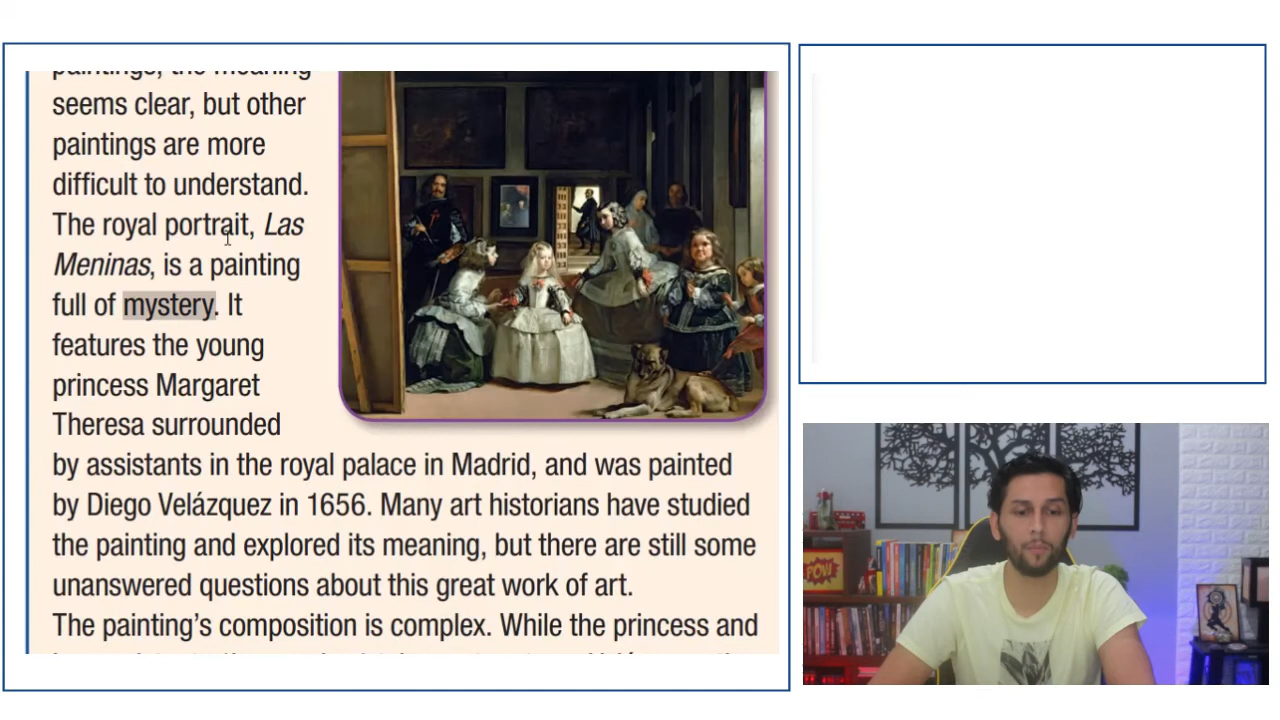 paintings, the meaning
seems clear, but other
paintings are more
difficult to understand.
The royal portrait, Las
Meninas, is a painting
full of mystery. It
features the young
princess Margaret
Theresa surrounded
by assistants in the royal palace in Madrid, and was painted
by Diego Velázquez in 1656. Many art historians have studied
the painting and explored its meaning, but there are still some
unanswered questions about this great work of art.
The painting's composition is complex. While the princess and
POW!